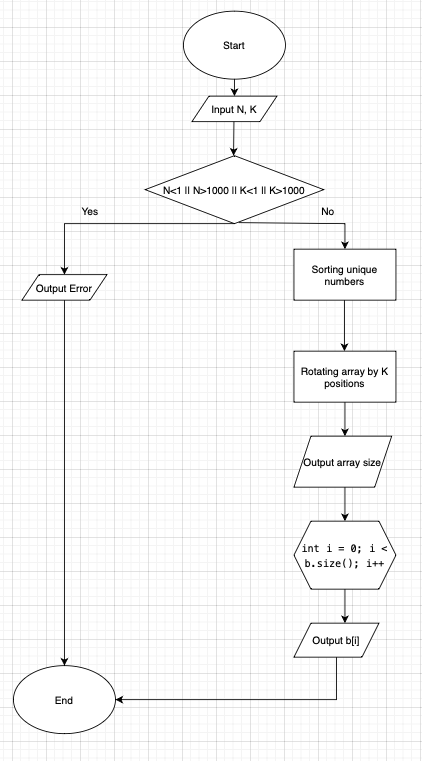 Start
Input N, K
N<1 || N>1000 || K<1 || K>1000
Yes
No
Sorting unique
numbers
Output Error
Rotating array by K
positions
Output array size
int i = 0; i <
b.size(); i++
Output b[i]
End